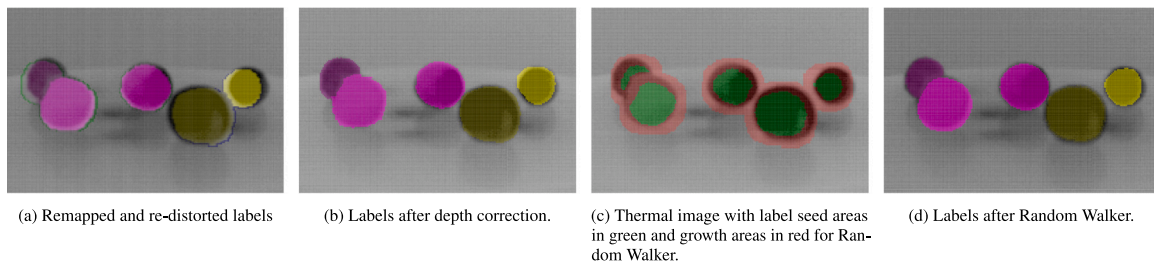 (a) Remapped and re-distorted labels
(b) Labels after depth correction.
(c) Thermal image with label seed areas
in green and growth areas in red for Ran-
dom Walker.
(d) Labels after Random Walker.